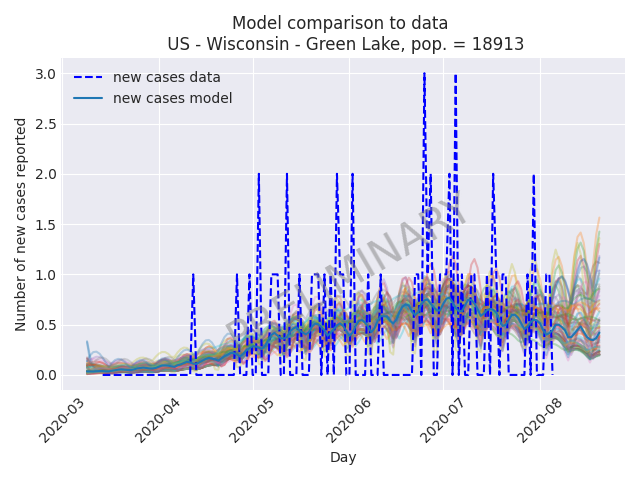 Model comparison to data
US - Wisconsin - Green Lake, pop. = 18913
new cases data
new cases model
Number of new cases reported
3.0
2.5
2.0
1.5
1.0
0.5
0.0
PRELIMINARY
2020-03
2020-04
2020-05
2020-06
2020-07
2020-08
Day